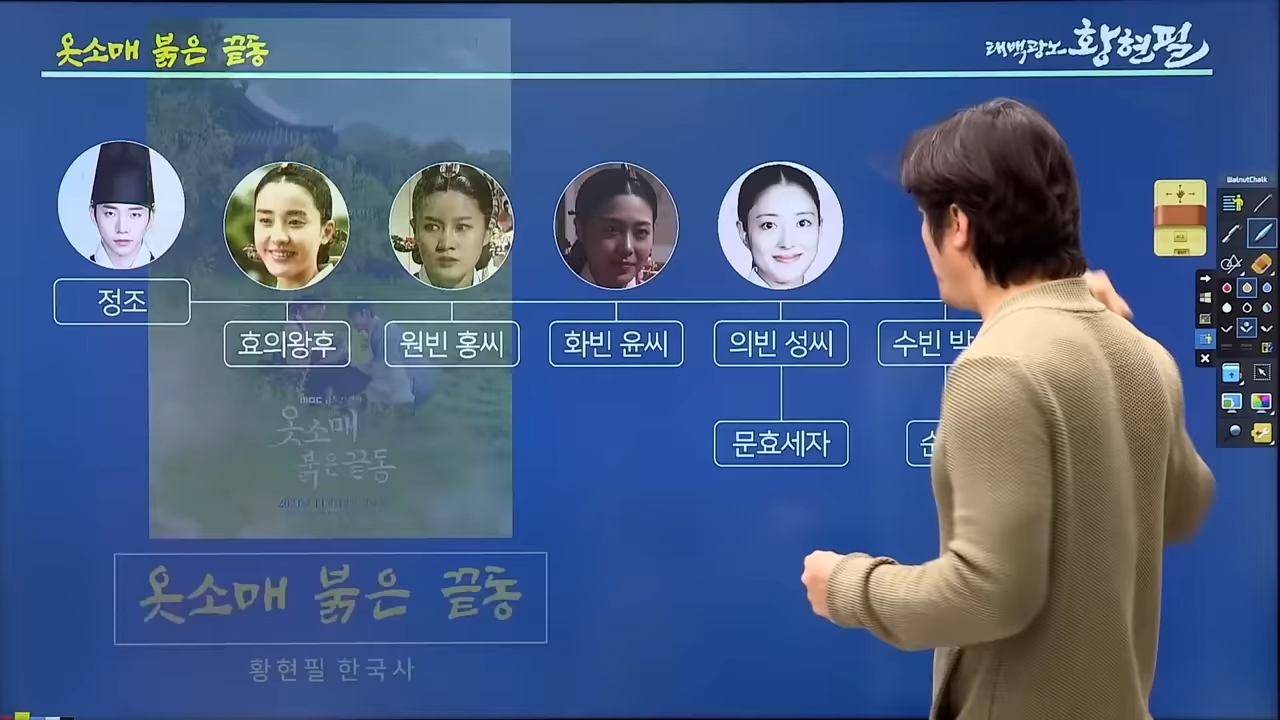 옷소매 붉은 끝동
태백광노 황현필
WalnutChalk
정조
효의왕후
원빈 홍씨
화빈 윤씨
의빈 성씨
수빈
문효세자
mbc
옷소매
붉은끝동
옷소매 붉은 끝동
황현필 한국사